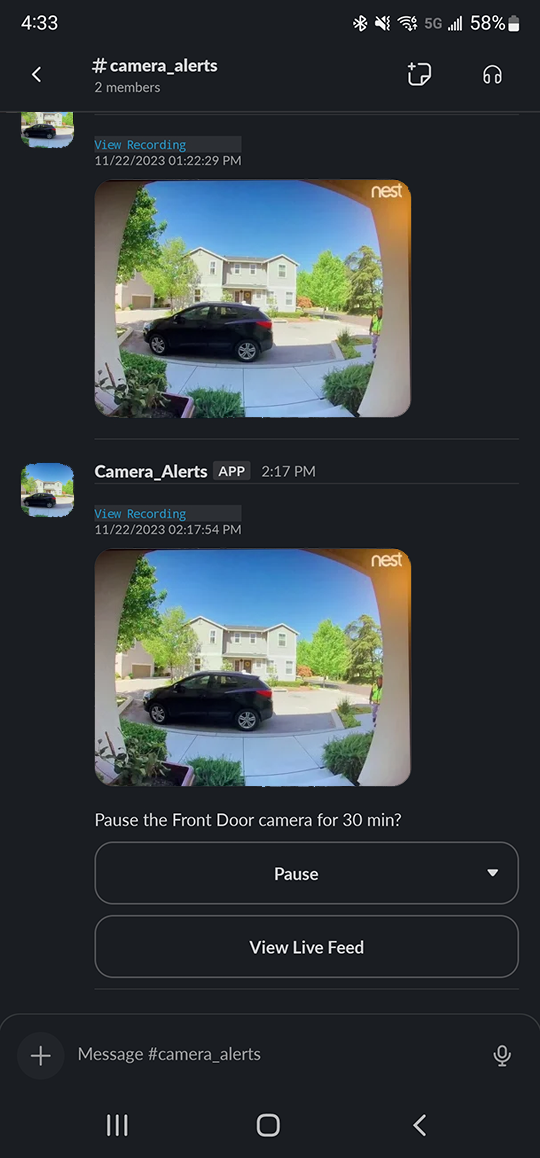 4:33
5G
58%
# camera_alerts
2 members
View Recording
11/22/2023 01:22:29 PM
nest
Camera_Alerts APP 2:17 PM
View Recording
11/22/2023 02:17:54 PM
nest
Pause the Front Door camera for 30 min?
Pause
View Live Feed
Message #camera_alerts